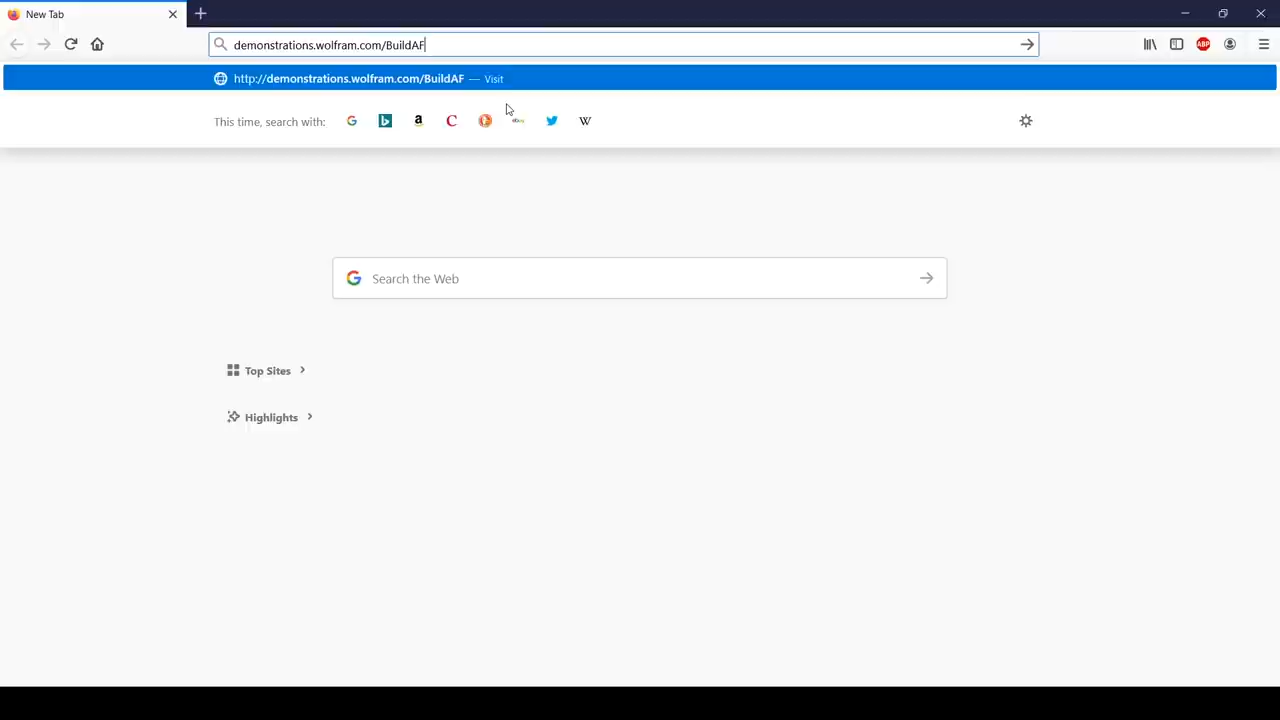 New Tab
demonstrations.wolfram.com/BuildAF
http://demonstrations.wolfram.com/BuildAF — Visit
This time, search with:
ABP
Search the Web
Top Sites
Highlights